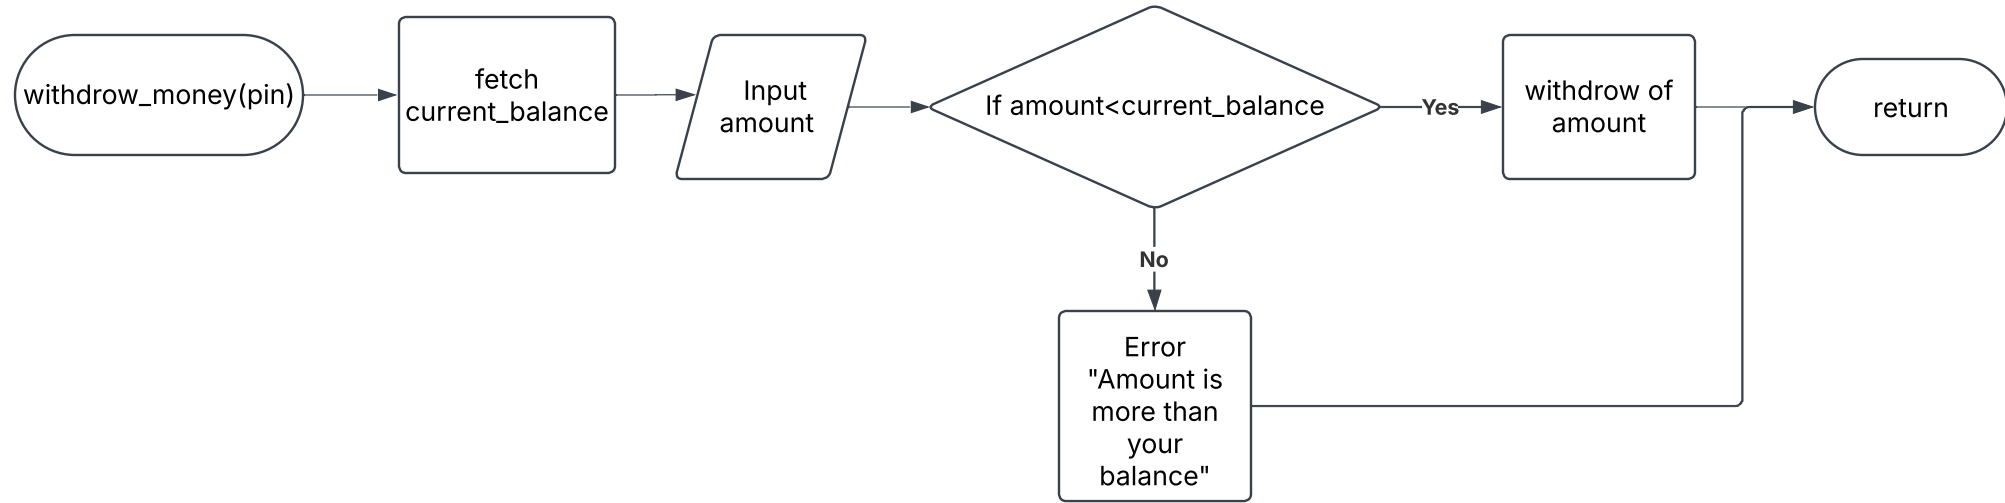 withdrow_money(pin)
fetch
current_balance
Input
amount
If amount<current_balance
Yes
withdrow of
amount
return
No
Error
"Amount is
more than
your
balance"